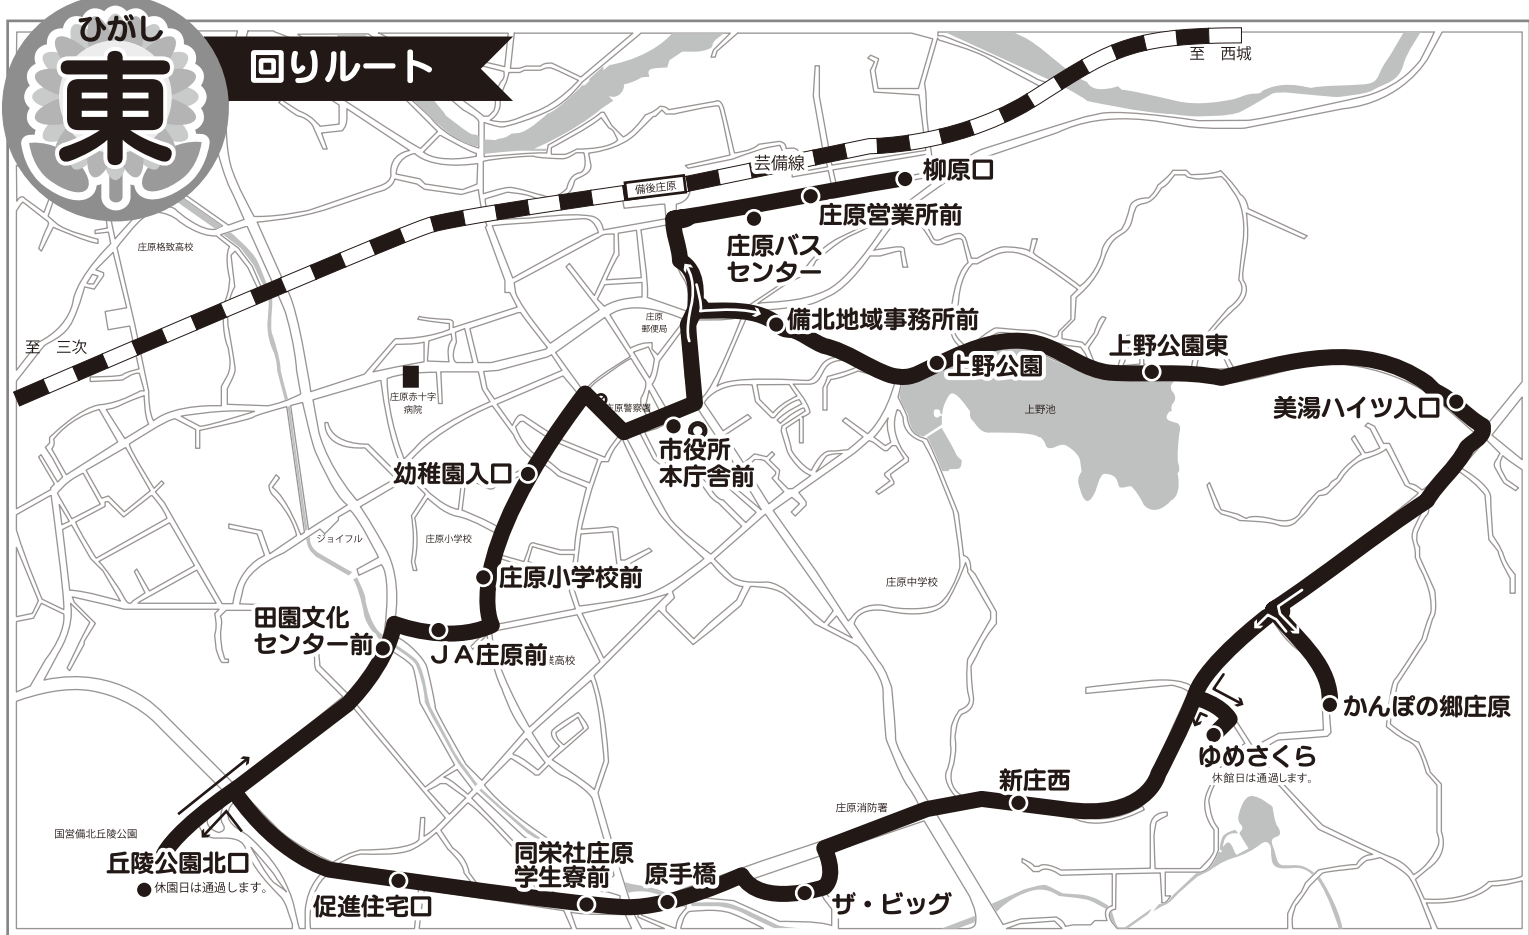 ひがし
東
回りルート
至 西城
芸備線
備後庄原
柳原口
庄原営業所前
庄原バス
センター
庄原格致高校
庄原
郵便局
備北地域事務所前
上野公園
上野公園東
至 三次
庄原赤十字
病院
庄原警察署
上野池
美湯ハイツ入口
市役所
本庁舎前
幼稚園入口
ジョイフル
庄原小学校
庄原小学校前
庄原中学校
田園文化
センター前
JA庄原前
高校
かんぽの郷庄原
ゆめさくら
休館日は通過します。
新庄西
庄原消防署
国営備北丘陵公園
丘陵公園北口
休園日は通過します。
同栄社庄原
学生寮前
原手橋
促進住宅口
ザ・ビッグ